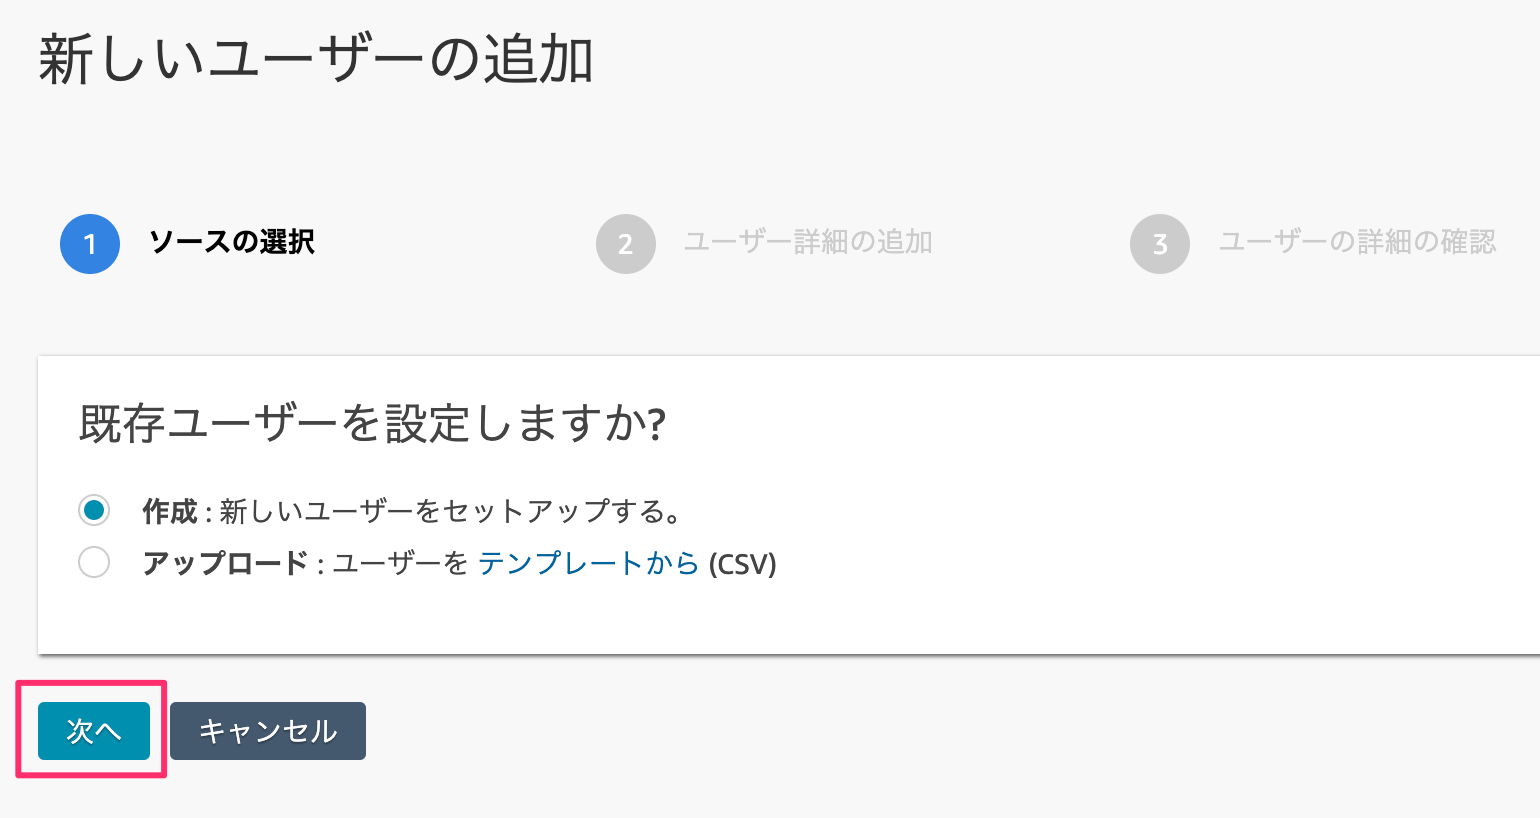 新しいユーザーの追加
1 ソースの選択
2 ユーザー詳細の追加
3 ユーザーの詳細の確認
既存ユーザーを設定しますか?
作成 : 新しいユーザーをセットアップする。
アップロード : ユーザーを テンプレートから (CSV)
次へ
キャンセル